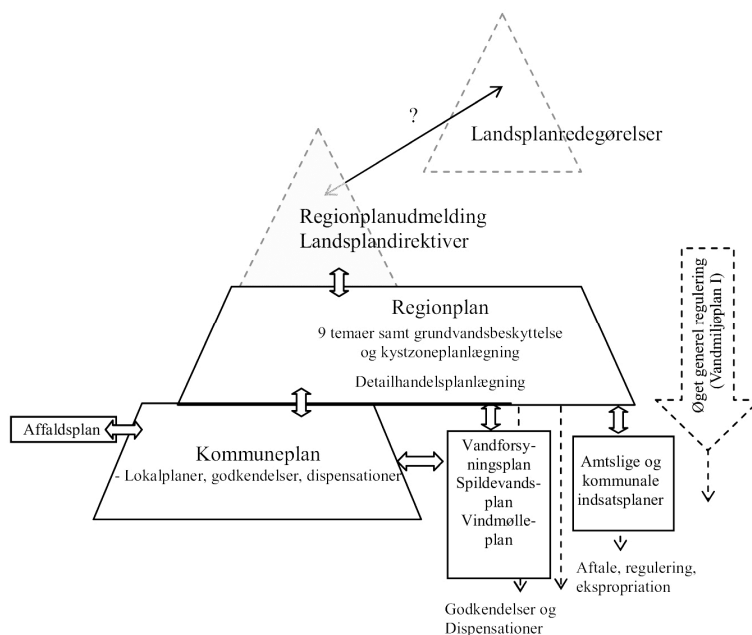 ?
Landsplanredegørelser
Regionplanudmelding
Landsplandirektiver
Regionplan
9 temaer samt grundvandsbeskyttelse
og kystzoneplanlægning
Detailhandelsplanlægning
Øget generel regulering
(Vandmiljøplan I)
Affaldsplan
Kommuneplan
- Lokalplaner, godkendelser, dispensationer
Vandforsy-
ningsplan
Spildevands-
plan
Vindmølle-
plan
Amtslige og
kommunale
indsatsplaner
Aftale, regulering,
ekspropriation
Godkendelser og
Dispensationer